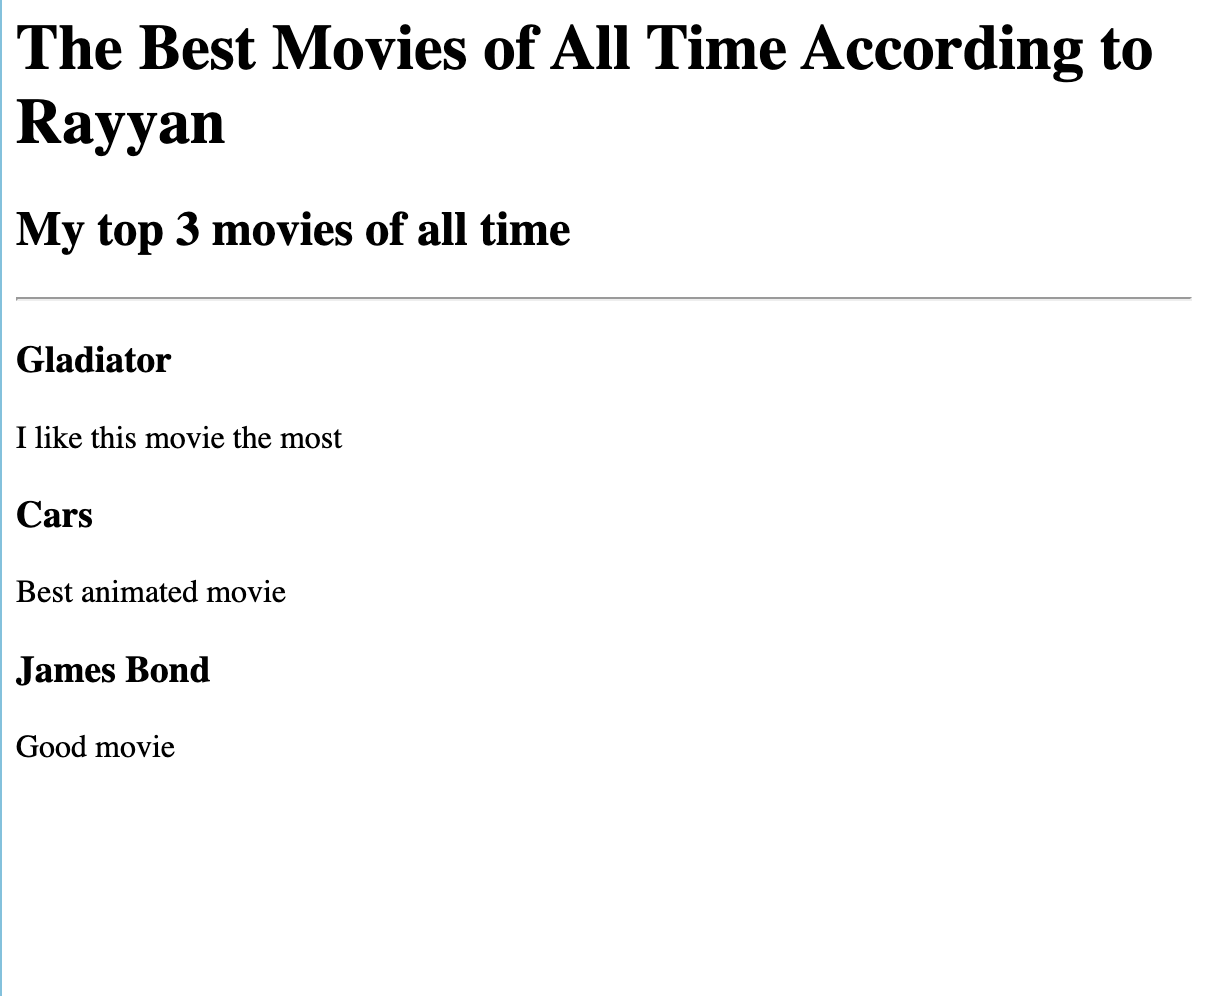 The Best Movies of All Time According to
Rayyan
My top 3 movies of all time
Gladiator
I like this movie the most
Cars
Best animated movie
James Bond
Good movie